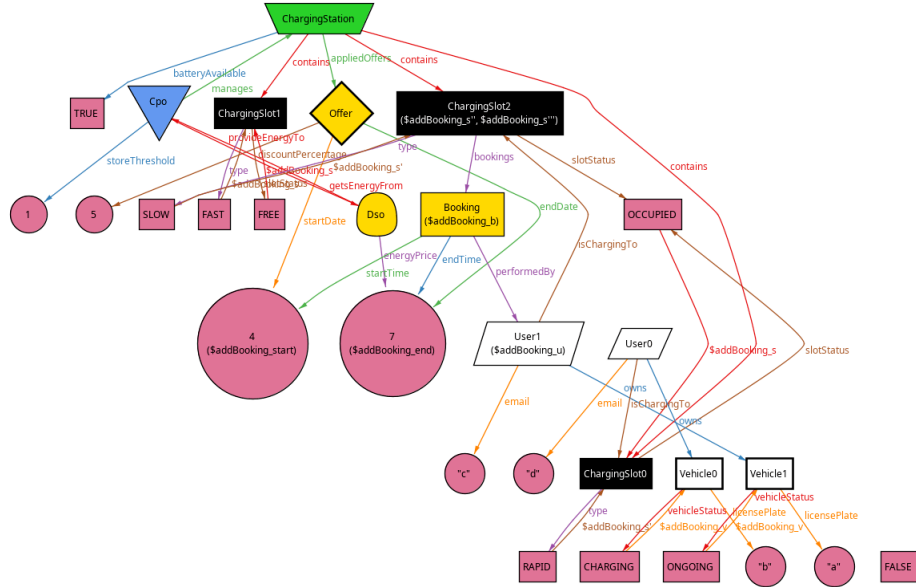 ChargingStation
appliedOffers
contains
contains
batteryAvailable
manages
Cpo
TRUE
ChargingSlot1
Offer
ChargingSlot2
($addBooking_s'', $addBooking_s''')
provideEnergyTo
type
discountPercentage
bookings
slotStatus
storeThreshold
type
$addBooking_s
$addBooking_s'
contains
getsEnergyFrom
1
5
SLOW
FAST
FREE
startDate
Dso
Booking
($addBooking_b)
endDate
OCCUPIED
isChargingTo
energyPrice
startTime
endTime
performedBy
4
($addBooking_start)
7
($addBooking_end)
User1
($addBooking_u)
User0
$addBooking_s
slotStatus
owns
email
email
isChargingTo
owns
"c"
"d"
ChargingSlot0
Vehicle0
Vehicle1
type
$addBooking_s'
vehicleStatus
$addBooking_v
licensePlate
vehicleStatus
$addBooking_v
licensePlate
RAPID
CHARGING
ONGOING
"b"
"a"
FALSE